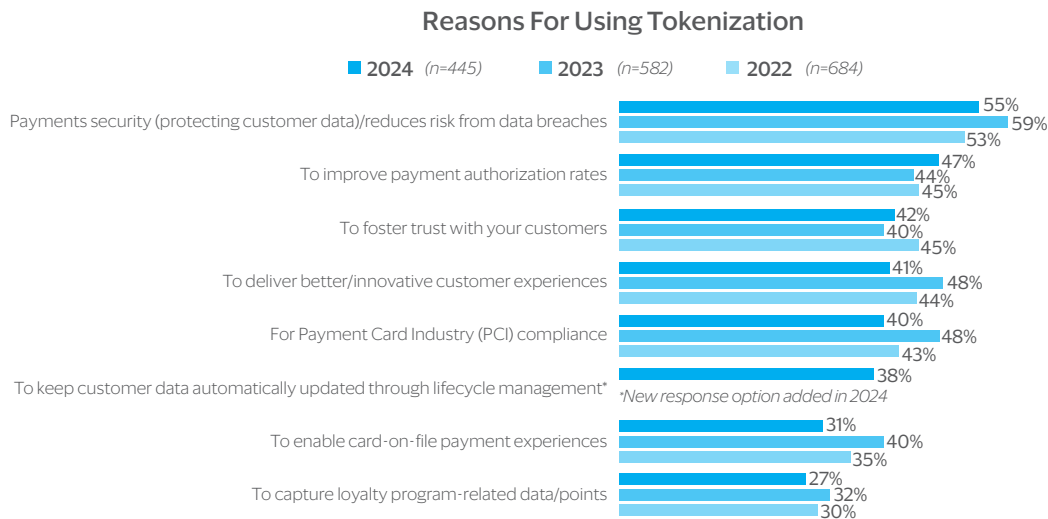 Reasons For Using Tokenization
2024 (n=445) 2023 (n=582) 2022 (n=684)
Payments security (protecting customer data)/reduces risk from data breaches 55% 59% 53%
To improve payment authorization rates 47% 44% 45%
To foster trust with your customers 42% 40% 45%
To deliver better/innovative customer experiences 41% 48% 44%
For Payment Card Industry (PCI) compliance 40% 48% 43%
To keep customer data automatically updated through lifecycle management* 38%
*New response option added in 2024
To enable card-on-file payment experiences 31% 40% 35%
To capture loyalty program-related data/points 27% 32% 30%